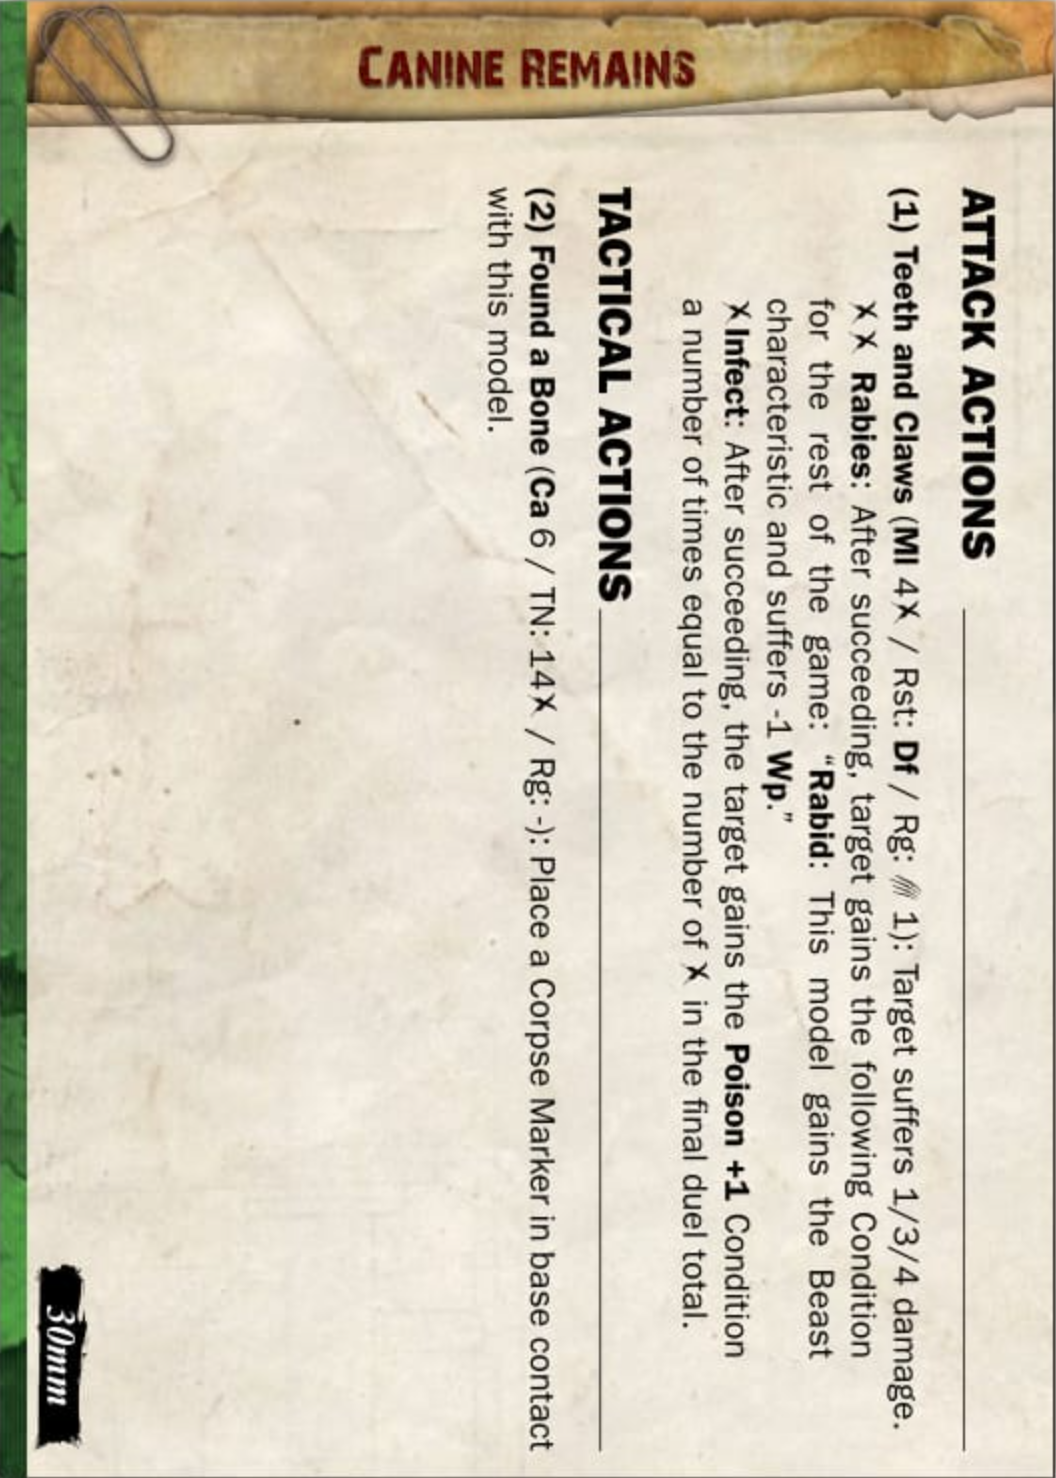 CANINE REMAINS
ATTACK ACTIONS
(1) Teeth and Claws (Ml 4X / Rst: Df / Rg: 1): Target suffers 1/3/4 damage.
X X Rabies: After succeeding, target gains the following Condition
for the rest of the game: "Rabid: This model gains the Beast
characteristic and suffers -1 Wp."
X Infect: After succeeding, the target gains the Poison +1 Condition
a number of times equal to the number of X in the final duel total.
TACTICAL ACTIONS
(2) Found a Bone (Ca 6 / TN: 14X / Rg: -): Place a Corpse Marker in base contact
with this model.
30mm